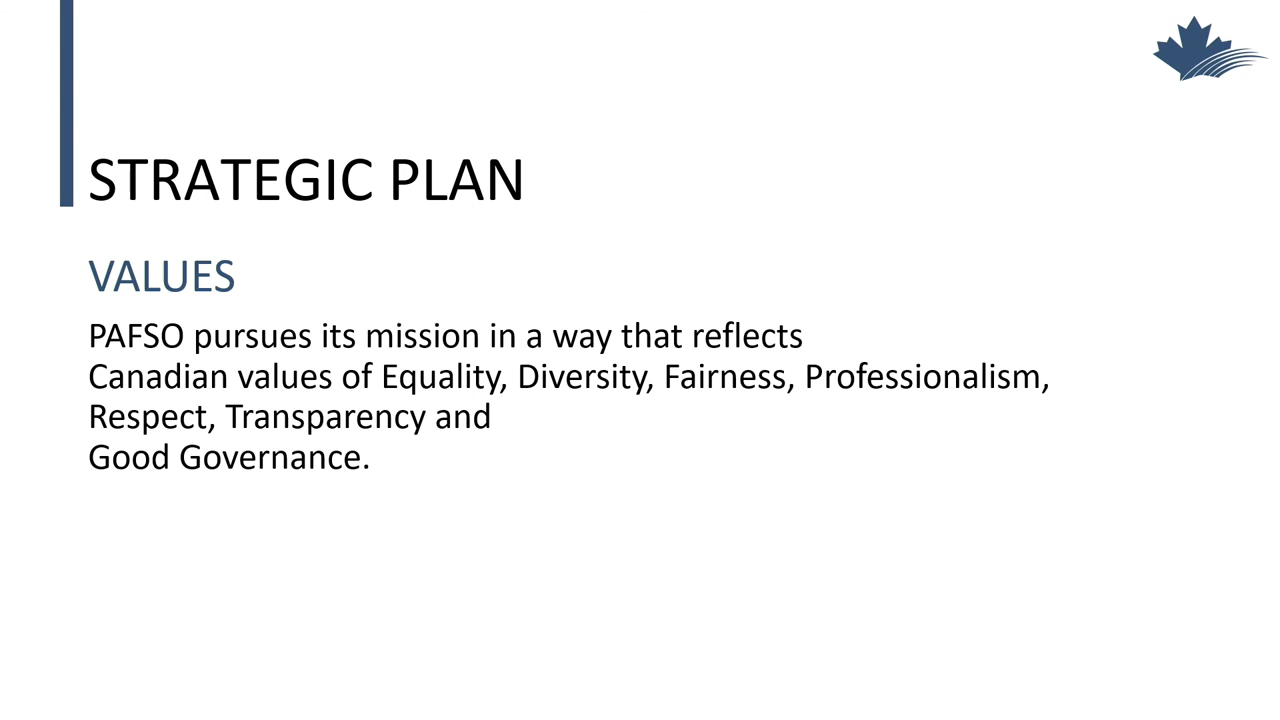 STRATEGIC PLAN
VALUES
PAFSO pursues its mission in a way that reflects
Canadian values of Equality, Diversity, Fairness, Professionalism,
Respect, Transparency and
Good Governance.